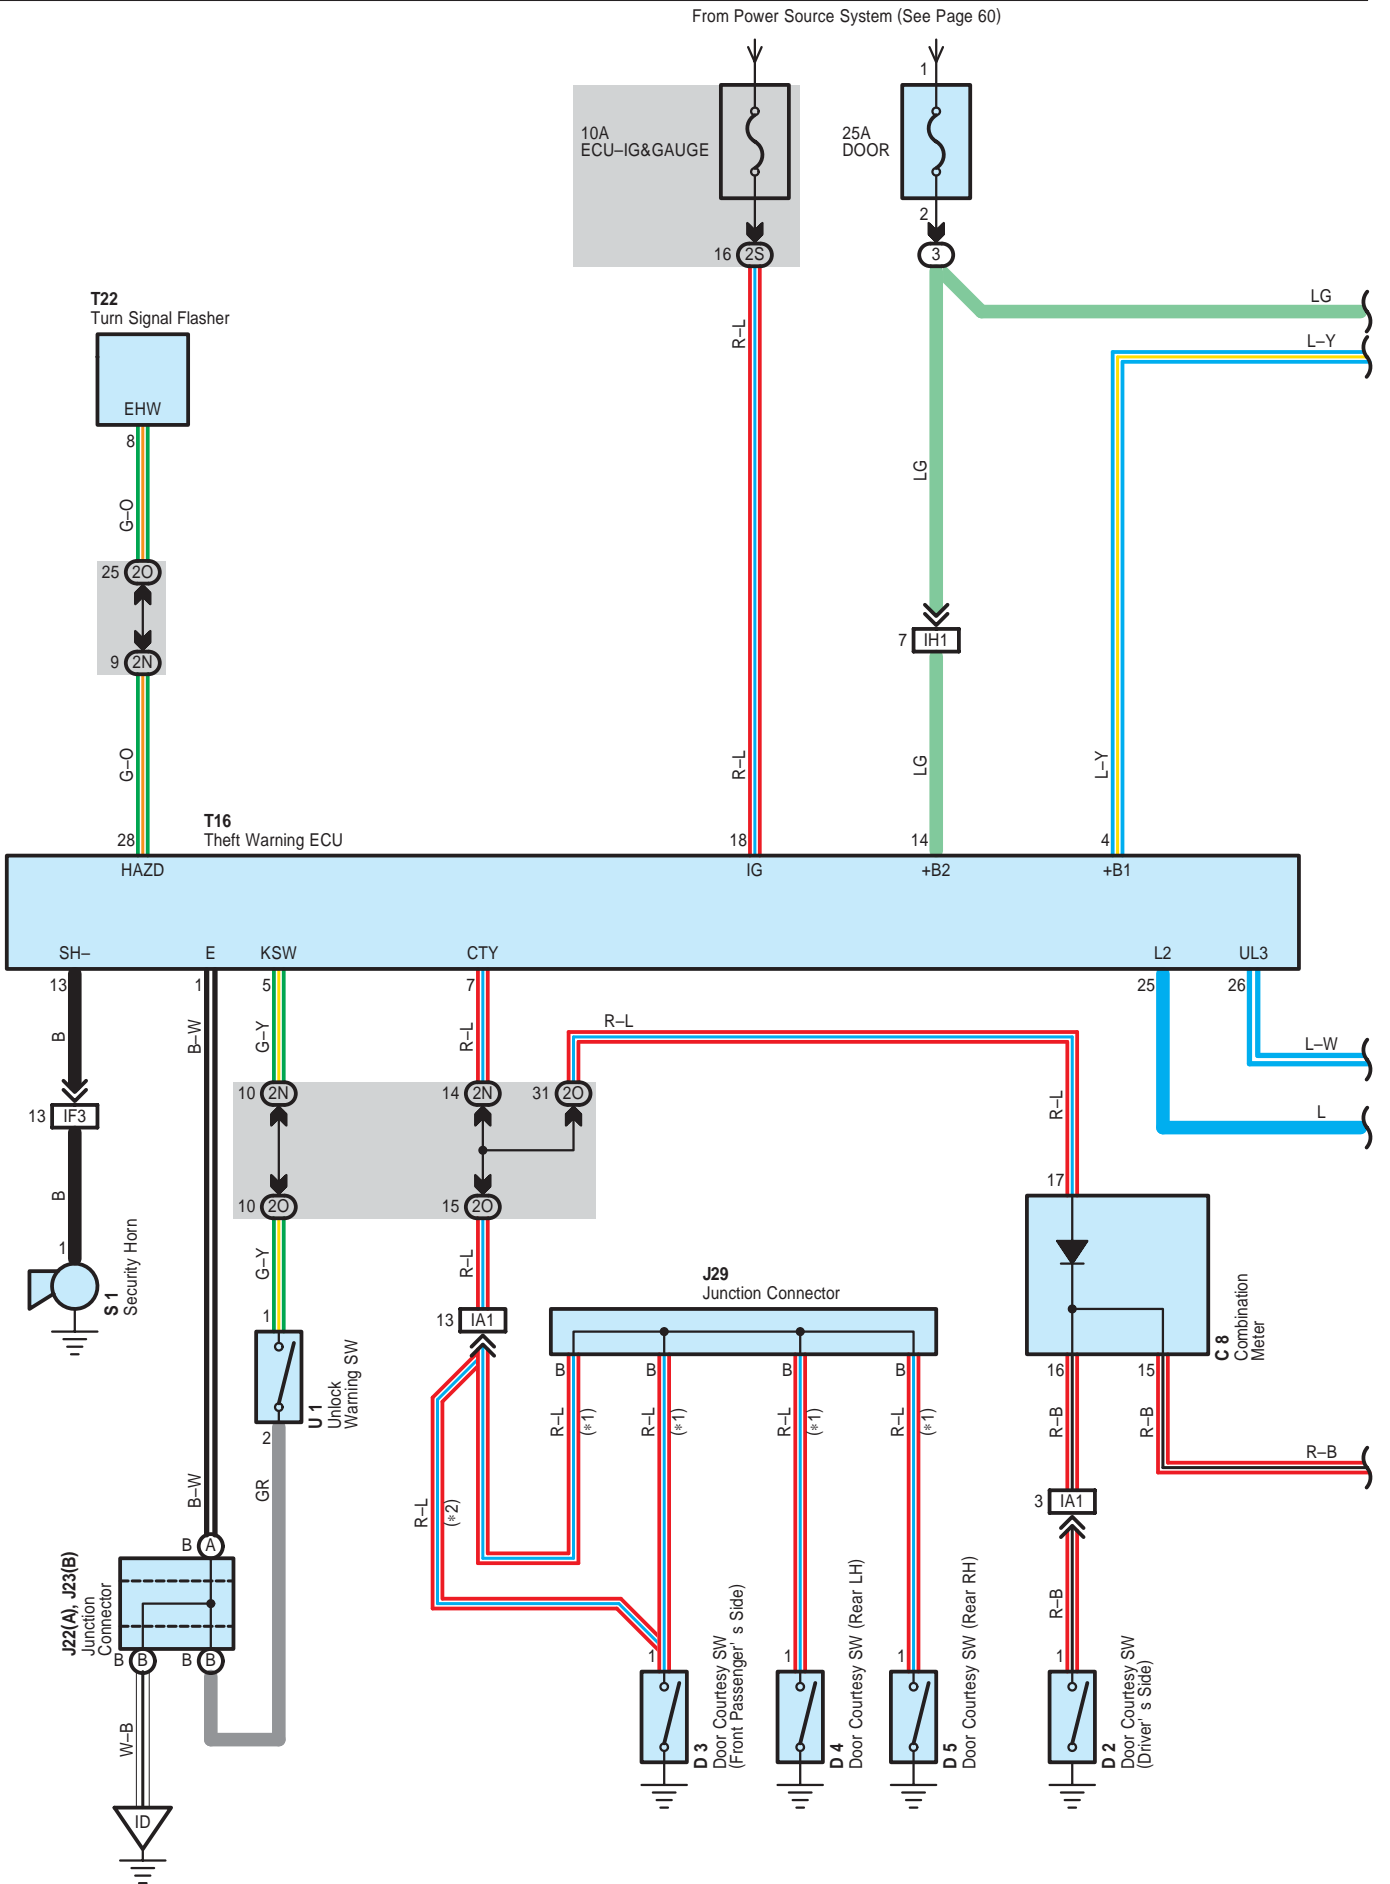 From Power Source System (See Page 60)
1
10A
ECU–IG&GAUGE
25A
DOOR
2
16 2S
3
T22
Turn Signal Flasher
EHW
8
LG
L–Y
R–L
G–O
LG
25 2O
9 2N
7 IH1
G–O
R–L
LG
L–Y
T16
Theft Warning ECU
28
18
14
4
HAZD
IG
+B2
+B1
SH–
E
KSW
CTY
L2
UL3
13
1
5
7
25
26
B
B–W
G–Y
R–L
R–L
L–W
10 2N
14 2N
31 2O
13 IF3
R–L
L
B
10 2O
15 2O
17
1
S 1
Security Horn
G–Y
R–L
J29
Junction Connector
13 IA1
1
C 8
Combination
Meter
U 1
Unlock
Warning SW
B
B
B
B
16
15
R–L
(*1)
R–L
(*1)
R–L
(*1)
R–L
(*1)
R–B
R–B
2
R–B
B–W
GR
R–L
(*2)
3 IA1
B A
J22(A), J23(B)
Junction
Connector
R–B
B B
B B
1
1
1
1
W–B
D 3
Door Courtesy SW
(Front Passenger' s Side)
D 4
Door Courtesy SW (Rear LH)
D 5
Door Courtesy SW (Rear RH)
D 2
Door Courtesy SW
(Driver' s Side)
ID